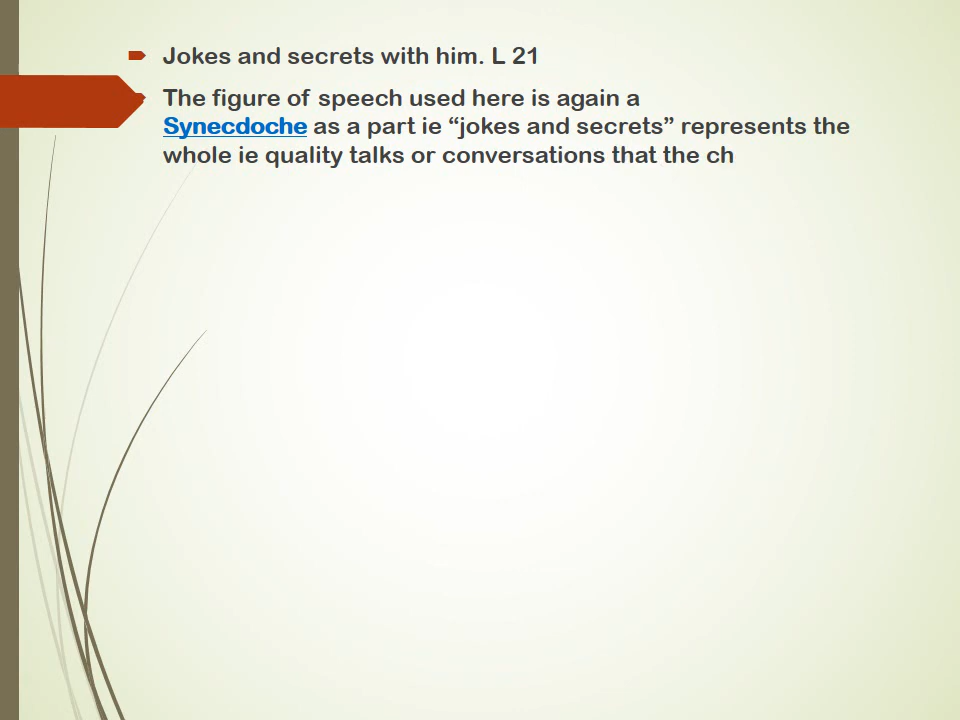 Jokes and secrets with him. L 21
The figure of speech used here is again a
Synecdoche as a part ie “jokes and secrets” represents the
whole ie quality talks or conversations that the ch